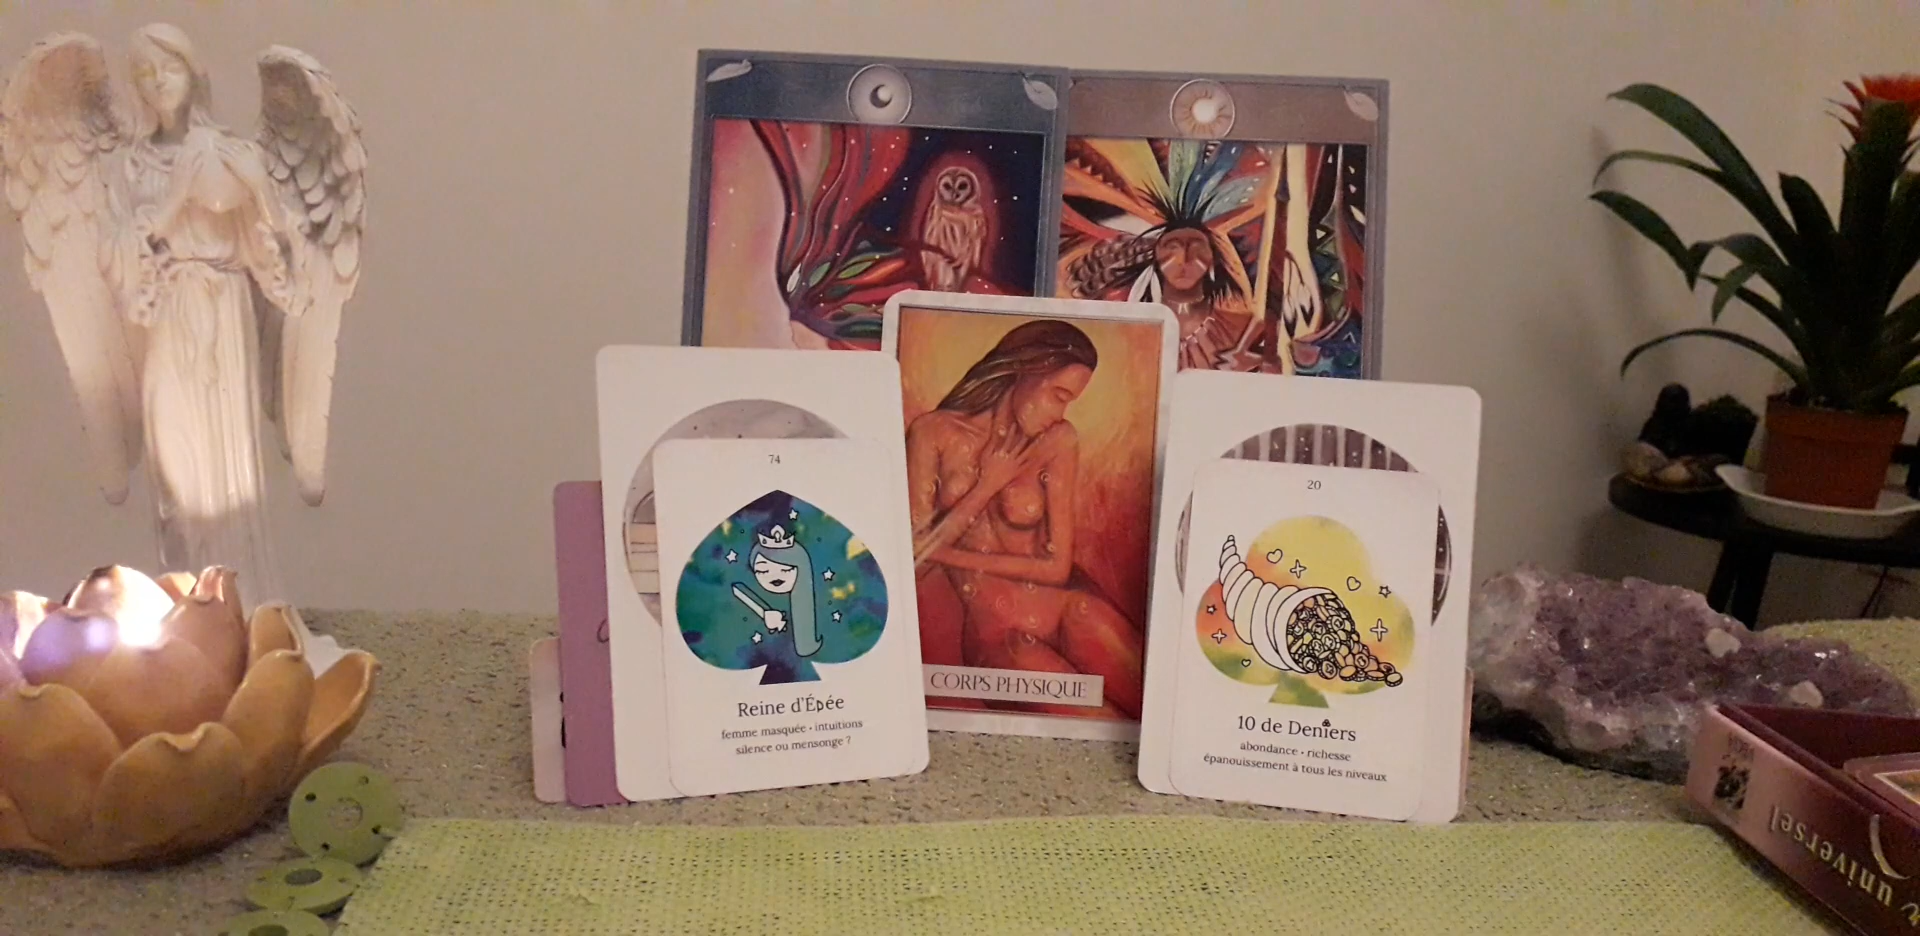 74
Reine d'Épée
femme masquée • intuitions
silence ou mensonge ?
CORPS PHYSIQUE
20
10 de Deniers
abondance • richesse
épanouissement à tous les niveaux
universel